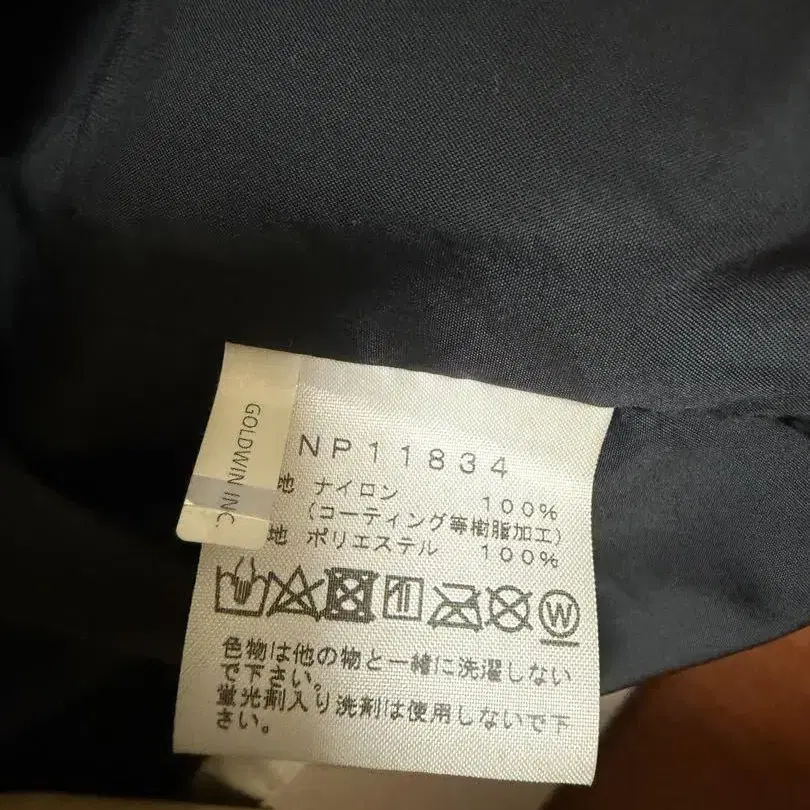 GOLDWIN INC.
NP11834
地 ナイロン 100%
(コーティング等樹脂加工)
地 ポリエステル 100%
W
色物は他の物と一緒に洗濯しない
で下さい。
蛍光剤入り洗剤は使用しないで下
さい。